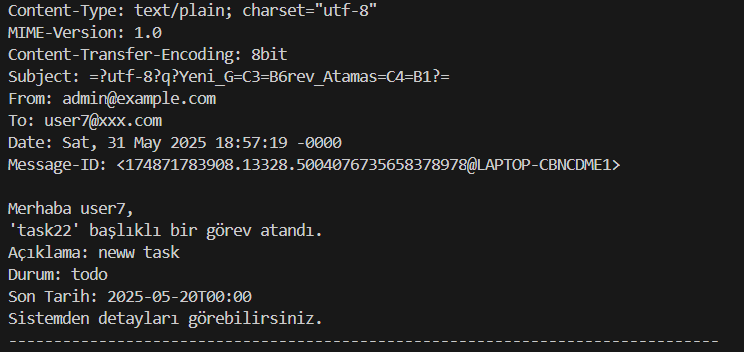 Content-Type: text/plain; charset="utf-8"
MIME-Version: 1.0
Content-Transfer-Encoding: 8bit
Subject: =?utf-8?q?Yeni_G=C3=B6rev_Atamas=C4=B1?=
From: admin@example.com
To: user7@xxx.com
Date: Sat, 31 May 2025 18:57:19 -0000
Message-ID: <174871783908.13328.5004076735658378978@LAPTOP-CBNCDME1>

Merhaba user7,
'task22' başlıklı bir görev atandı.
Açıklama: neww task
Durum: todo
Son Tarih: 2025-05-20T00:00
Sistemden detayları görebilirsiniz.
-------------------------------------------------------------------------------